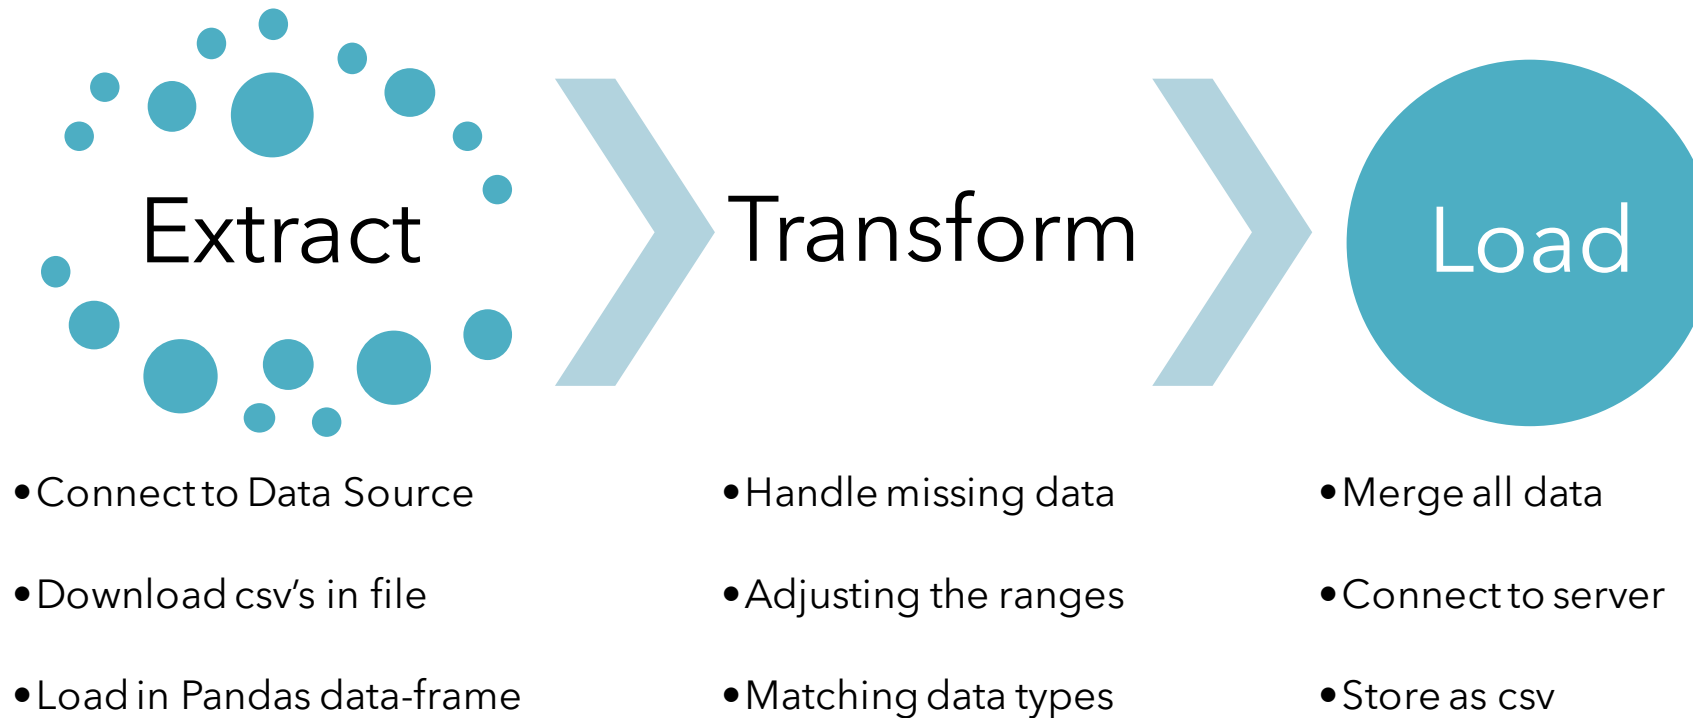 Extract
Transform
Load
•Connect to Data Source
•Download csv's in file
•Load in Pandas data-frame
•Handle missing data
•Adjusting the ranges
•Matching data types
•Merge all data
•Connect to server
•Store as csv